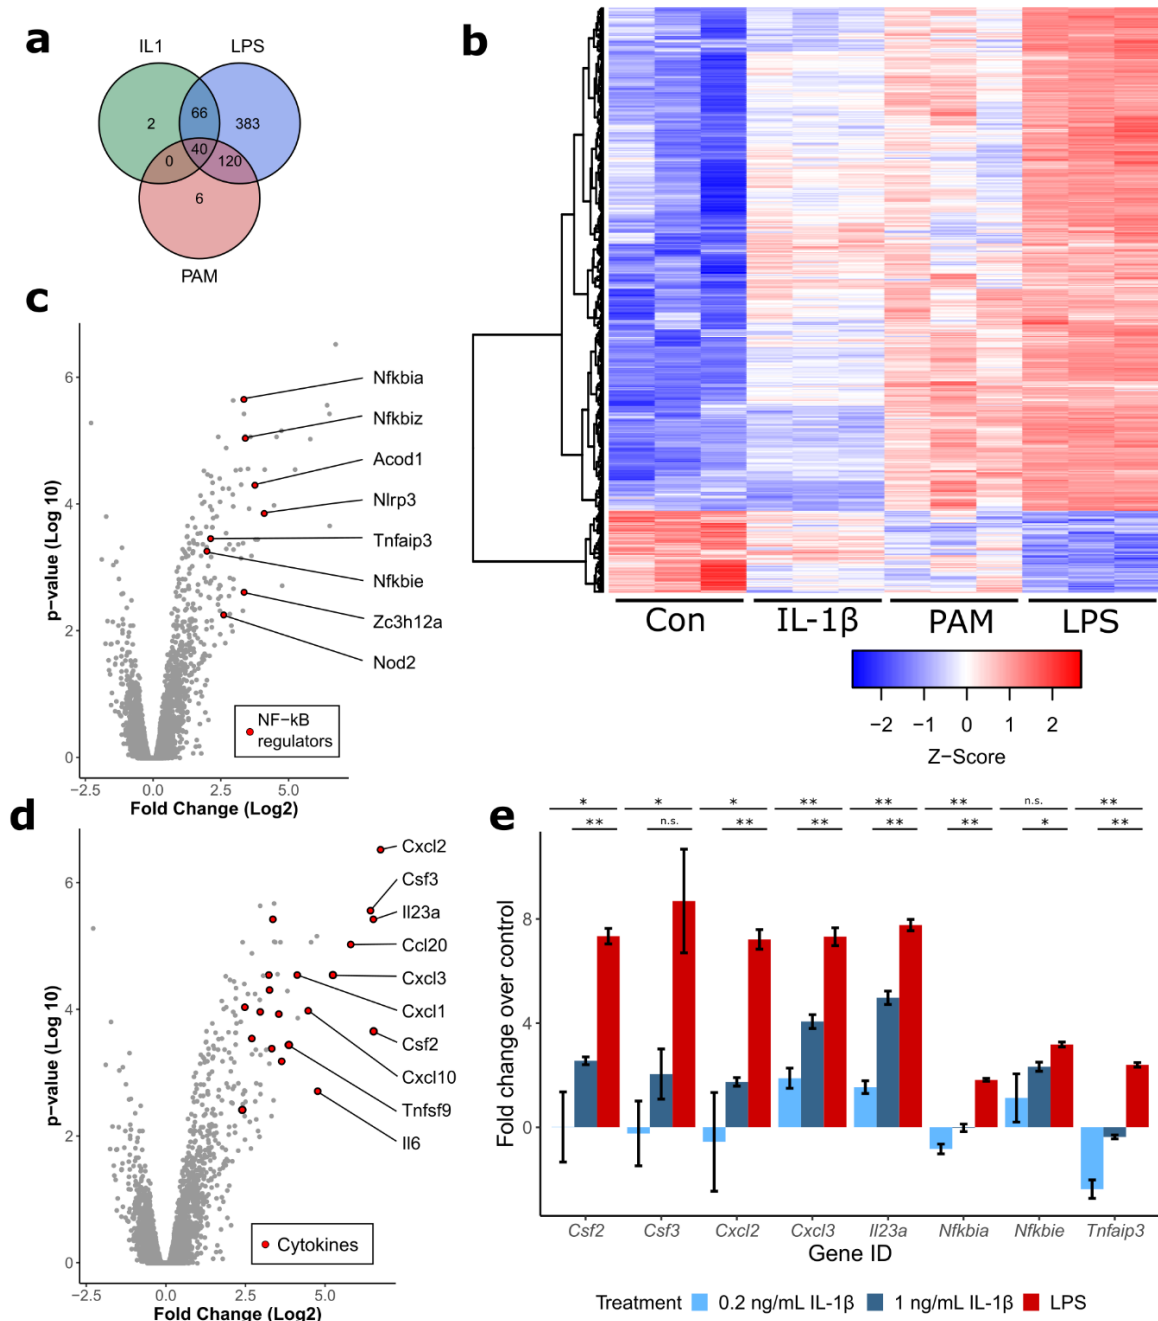 a
IL1
LPS
2
66
383
40
0
120
6
PAM
b
Con
IL-1β
PAM
LPS
−2
−1
0
1
2
Z−Score
c
6
4
2
0
p-value (Log 10)
Nfkbia
Nfkbiz
Acod1
Nlrp3
Tnfaip3
Nfkbie
Zc3h12a
Nod2
NF−kB
regulators
−2.5
0.0
2.5
5.0
Fold Change (Log2)
d
6
4
2
0
p-value (Log 10)
Cxcl2
Csf3
Il23a
Ccl20
Cxcl3
Cxcl1
Csf2
Cxcl10
Tnfsf9
Il6
Cytokines
−2.5
0.0
2.5
5.0
Fold Change (Log2)
e
* * * ** ** ** n.s. **
** n.s. ** ** ** ** * **
8
4
0
Fold change over control
Csf2
Csf3
Cxcl2
Cxcl3
Il23a
Nfkbia
Nfkbie
Tnfaip3
Gene ID
Treatment 0.2 ng/mL IL-1β 1 ng/mL IL-1β LPS